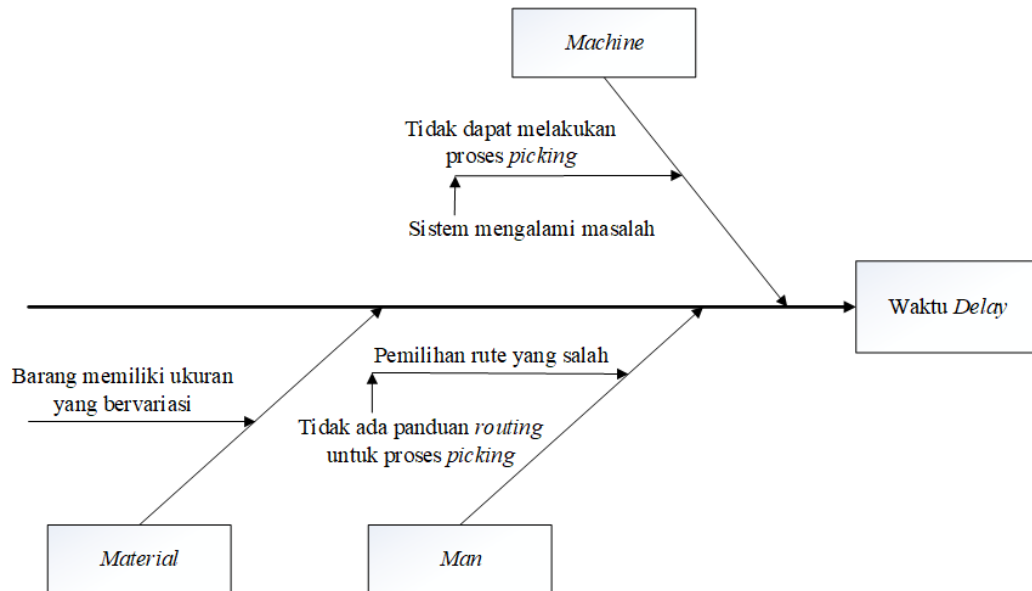 Machine
Tidak dapat melakukan
proses picking
Sistem mengalami masalah
Waktu Delay
Pemilihan rute yang salah
Barang memiliki ukuran
yang bervariasi
Tidak ada panduan routing
untuk proses picking
Material
Man